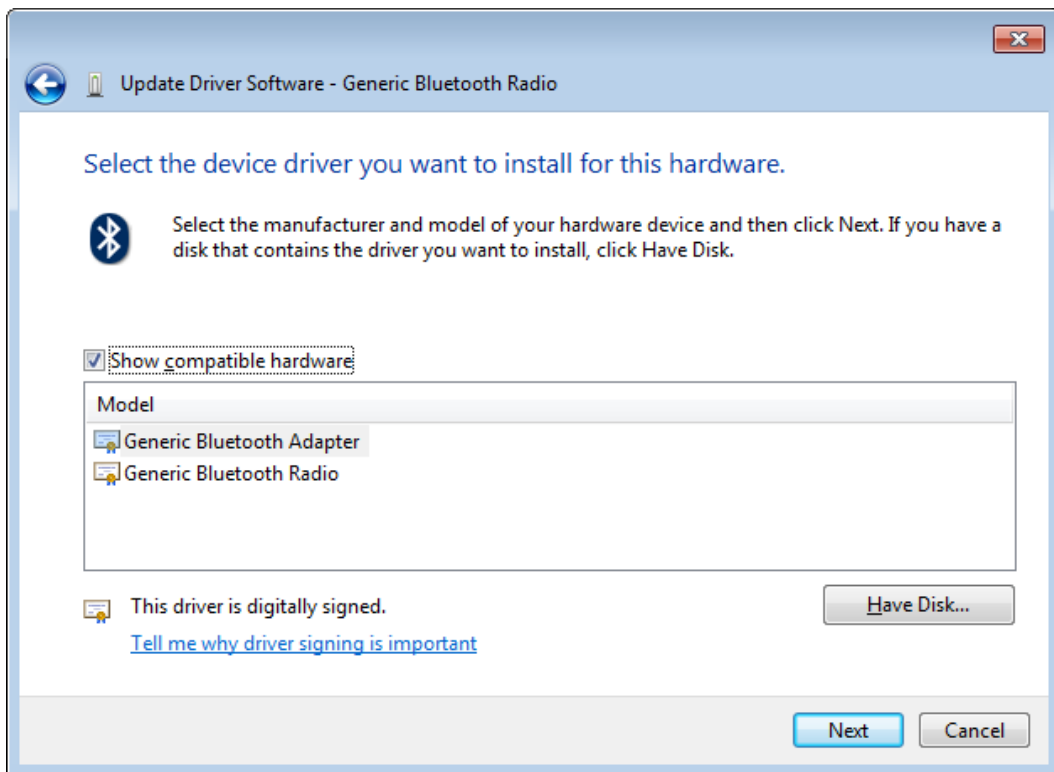 Update Driver Software - Generic Bluetooth Radio
Select the device driver you want to install for this hardware.
Select the manufacturer and model of your hardware device and then click Next. If you have a
disk that contains the driver you want to install, click Have Disk.
Show compatible hardware
Model
Generic Bluetooth Adapter
Generic Bluetooth Radio
This driver is digitally signed.
Have Disk...
Tell me why driver signing is important
Next
Cancel